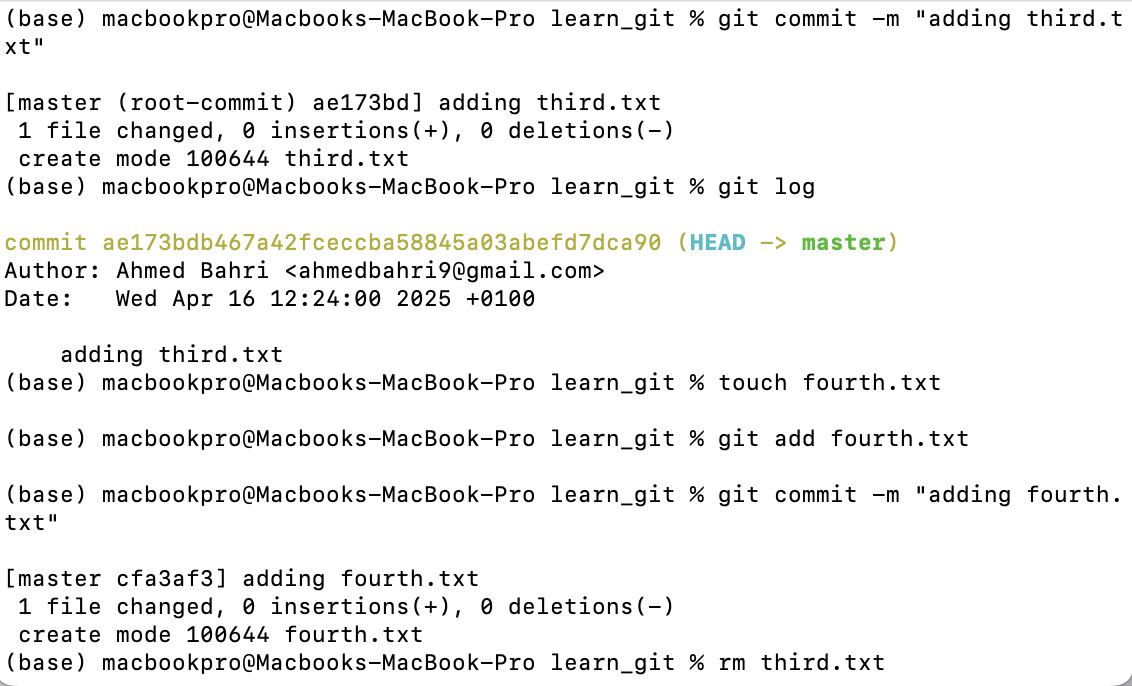 (base) macbookpro@Macbooks-MacBook-Pro learn_git % git commit -m "adding third.t
xt"
[master (root-commit) ae173bd] adding third.txt
 1 file changed, 0 insertions(+), 0 deletions(-)
 create mode 100644 third.txt
(base) macbookpro@Macbooks-MacBook-Pro learn_git % git log
commit ae173bdb467a42fceccba58845a03abefd7dca90 (HEAD -> master)
Author: Ahmed Bahri <ahmedbahri9@gmail.com>
Date:   Wed Apr 16 12:24:00 2025 +0100
    adding third.txt
(base) macbookpro@Macbooks-MacBook-Pro learn_git % touch fourth.txt
(base) macbookpro@Macbooks-MacBook-Pro learn_git % git add fourth.txt
(base) macbookpro@Macbooks-MacBook-Pro learn_git % git commit -m "adding fourth.
txt"
[master cfa3af3] adding fourth.txt
 1 file changed, 0 insertions(+), 0 deletions(-)
 create mode 100644 fourth.txt
(base) macbookpro@Macbooks-MacBook-Pro learn_git % rm third.txt